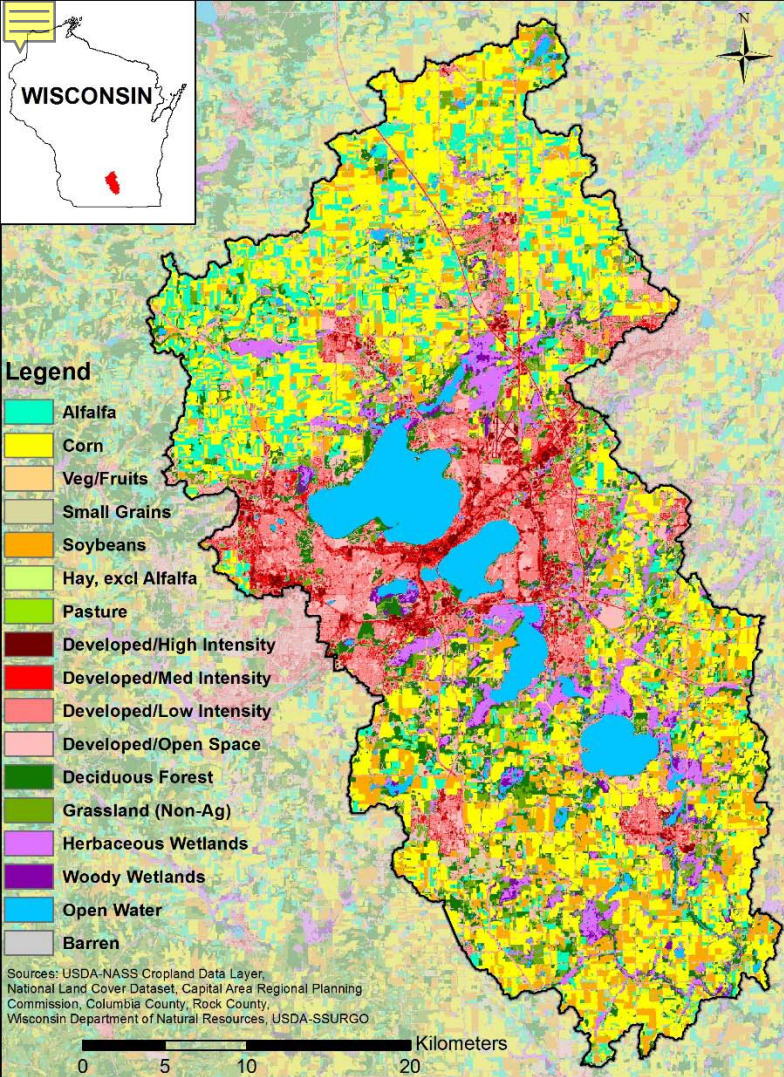 N
WISCONSIN
Legend
Alfalfa
Corn
Veg/Fruits
Small Grains
Soybeans
Hay, excl Alfalfa
Pasture
Developed/High Intensity
Developed/Med Intensity
Developed/Low Intensity
Developed/Open Space
Deciduous Forest
Grassland (Non-Ag)
Herbaceous Wetlands
Woody Wetlands
Open Water
Barren
Sources: USDA-NASS Cropland Data Layer,
National Land Cover Dataset, Capital Area Regional Planning
Commission, Columbia County, Rock County,
Wisconsin Department of Natural Resources, USDA-SSURGO
Kilometers
0 5 10 20